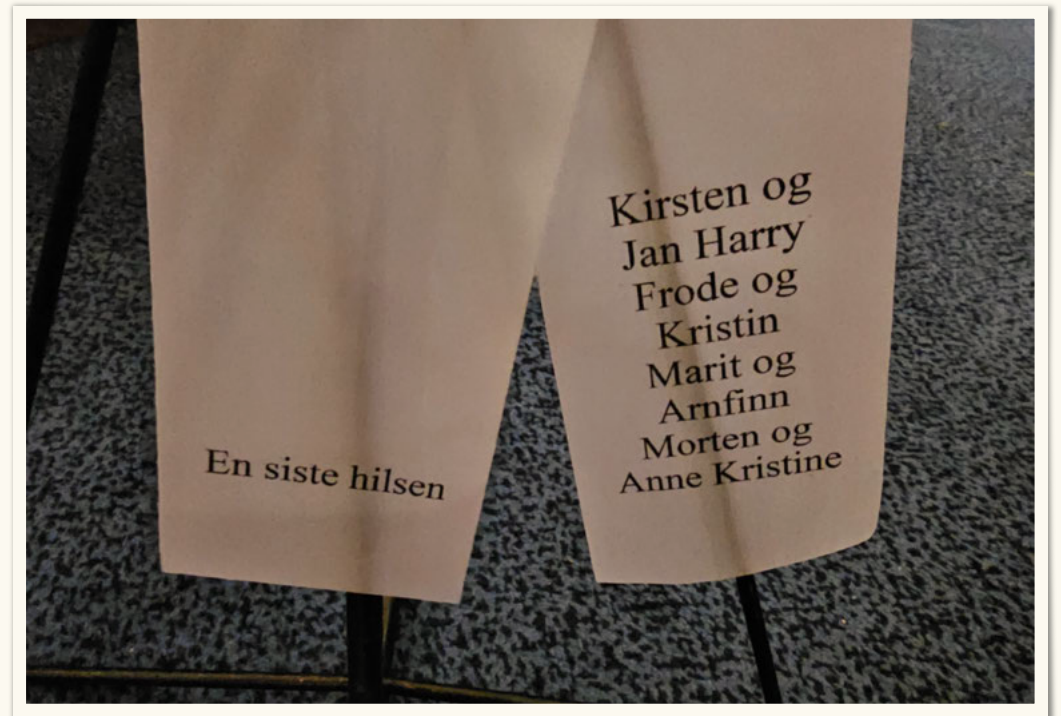 En siste hilsen
Kirsten og
Jan Harry
Frode og
Kristin
Marit og
Arnfinn
Morten og
Anne Kristine